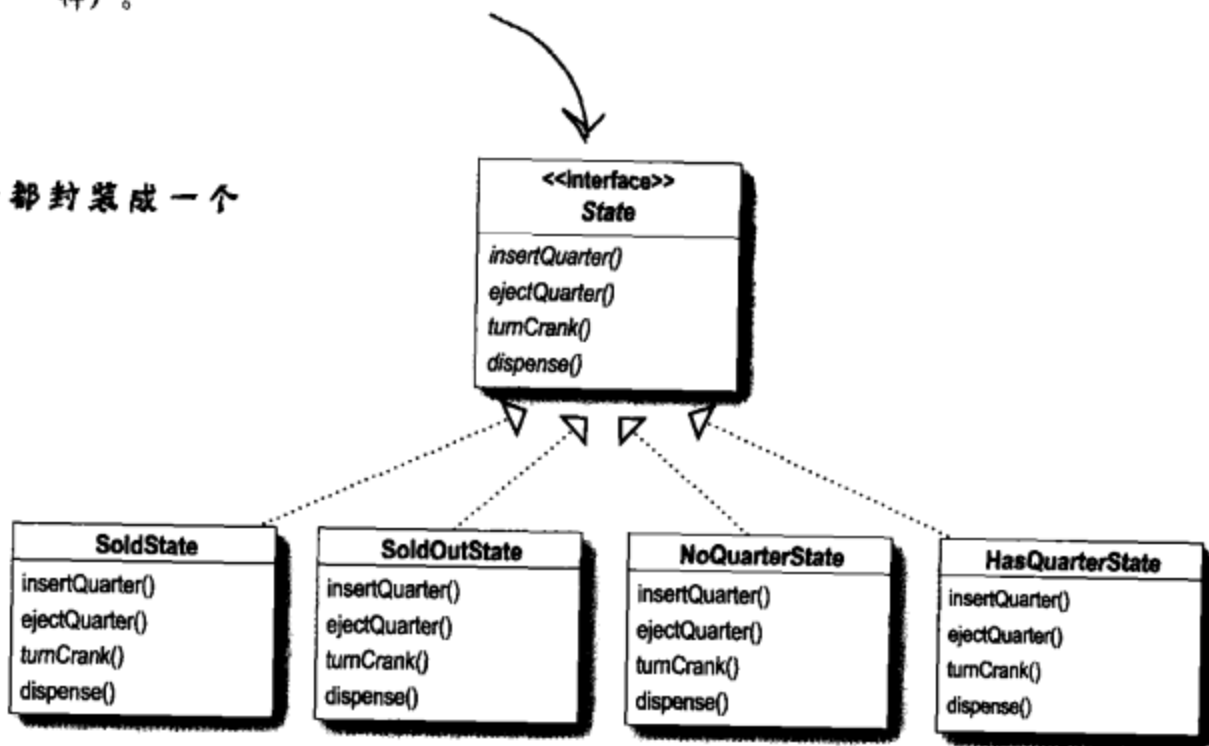 样）。
都封装成一个
<<interface>>
State
insertQuarter()
ejectQuarter()
turnCrank()
dispense()
SoldState
insertQuarter()
ejectQuarter()
turnCrank()
dispense()
SoldOutState
insertQuarter()
ejectQuarter()
turnCrank()
dispense()
NoQuarterState
insertQuarter()
ejectQuarter()
turnCrank()
dispense()
HasQuarterState
insertQuarter()
ejectQuarter()
turnCrank()
dispense()